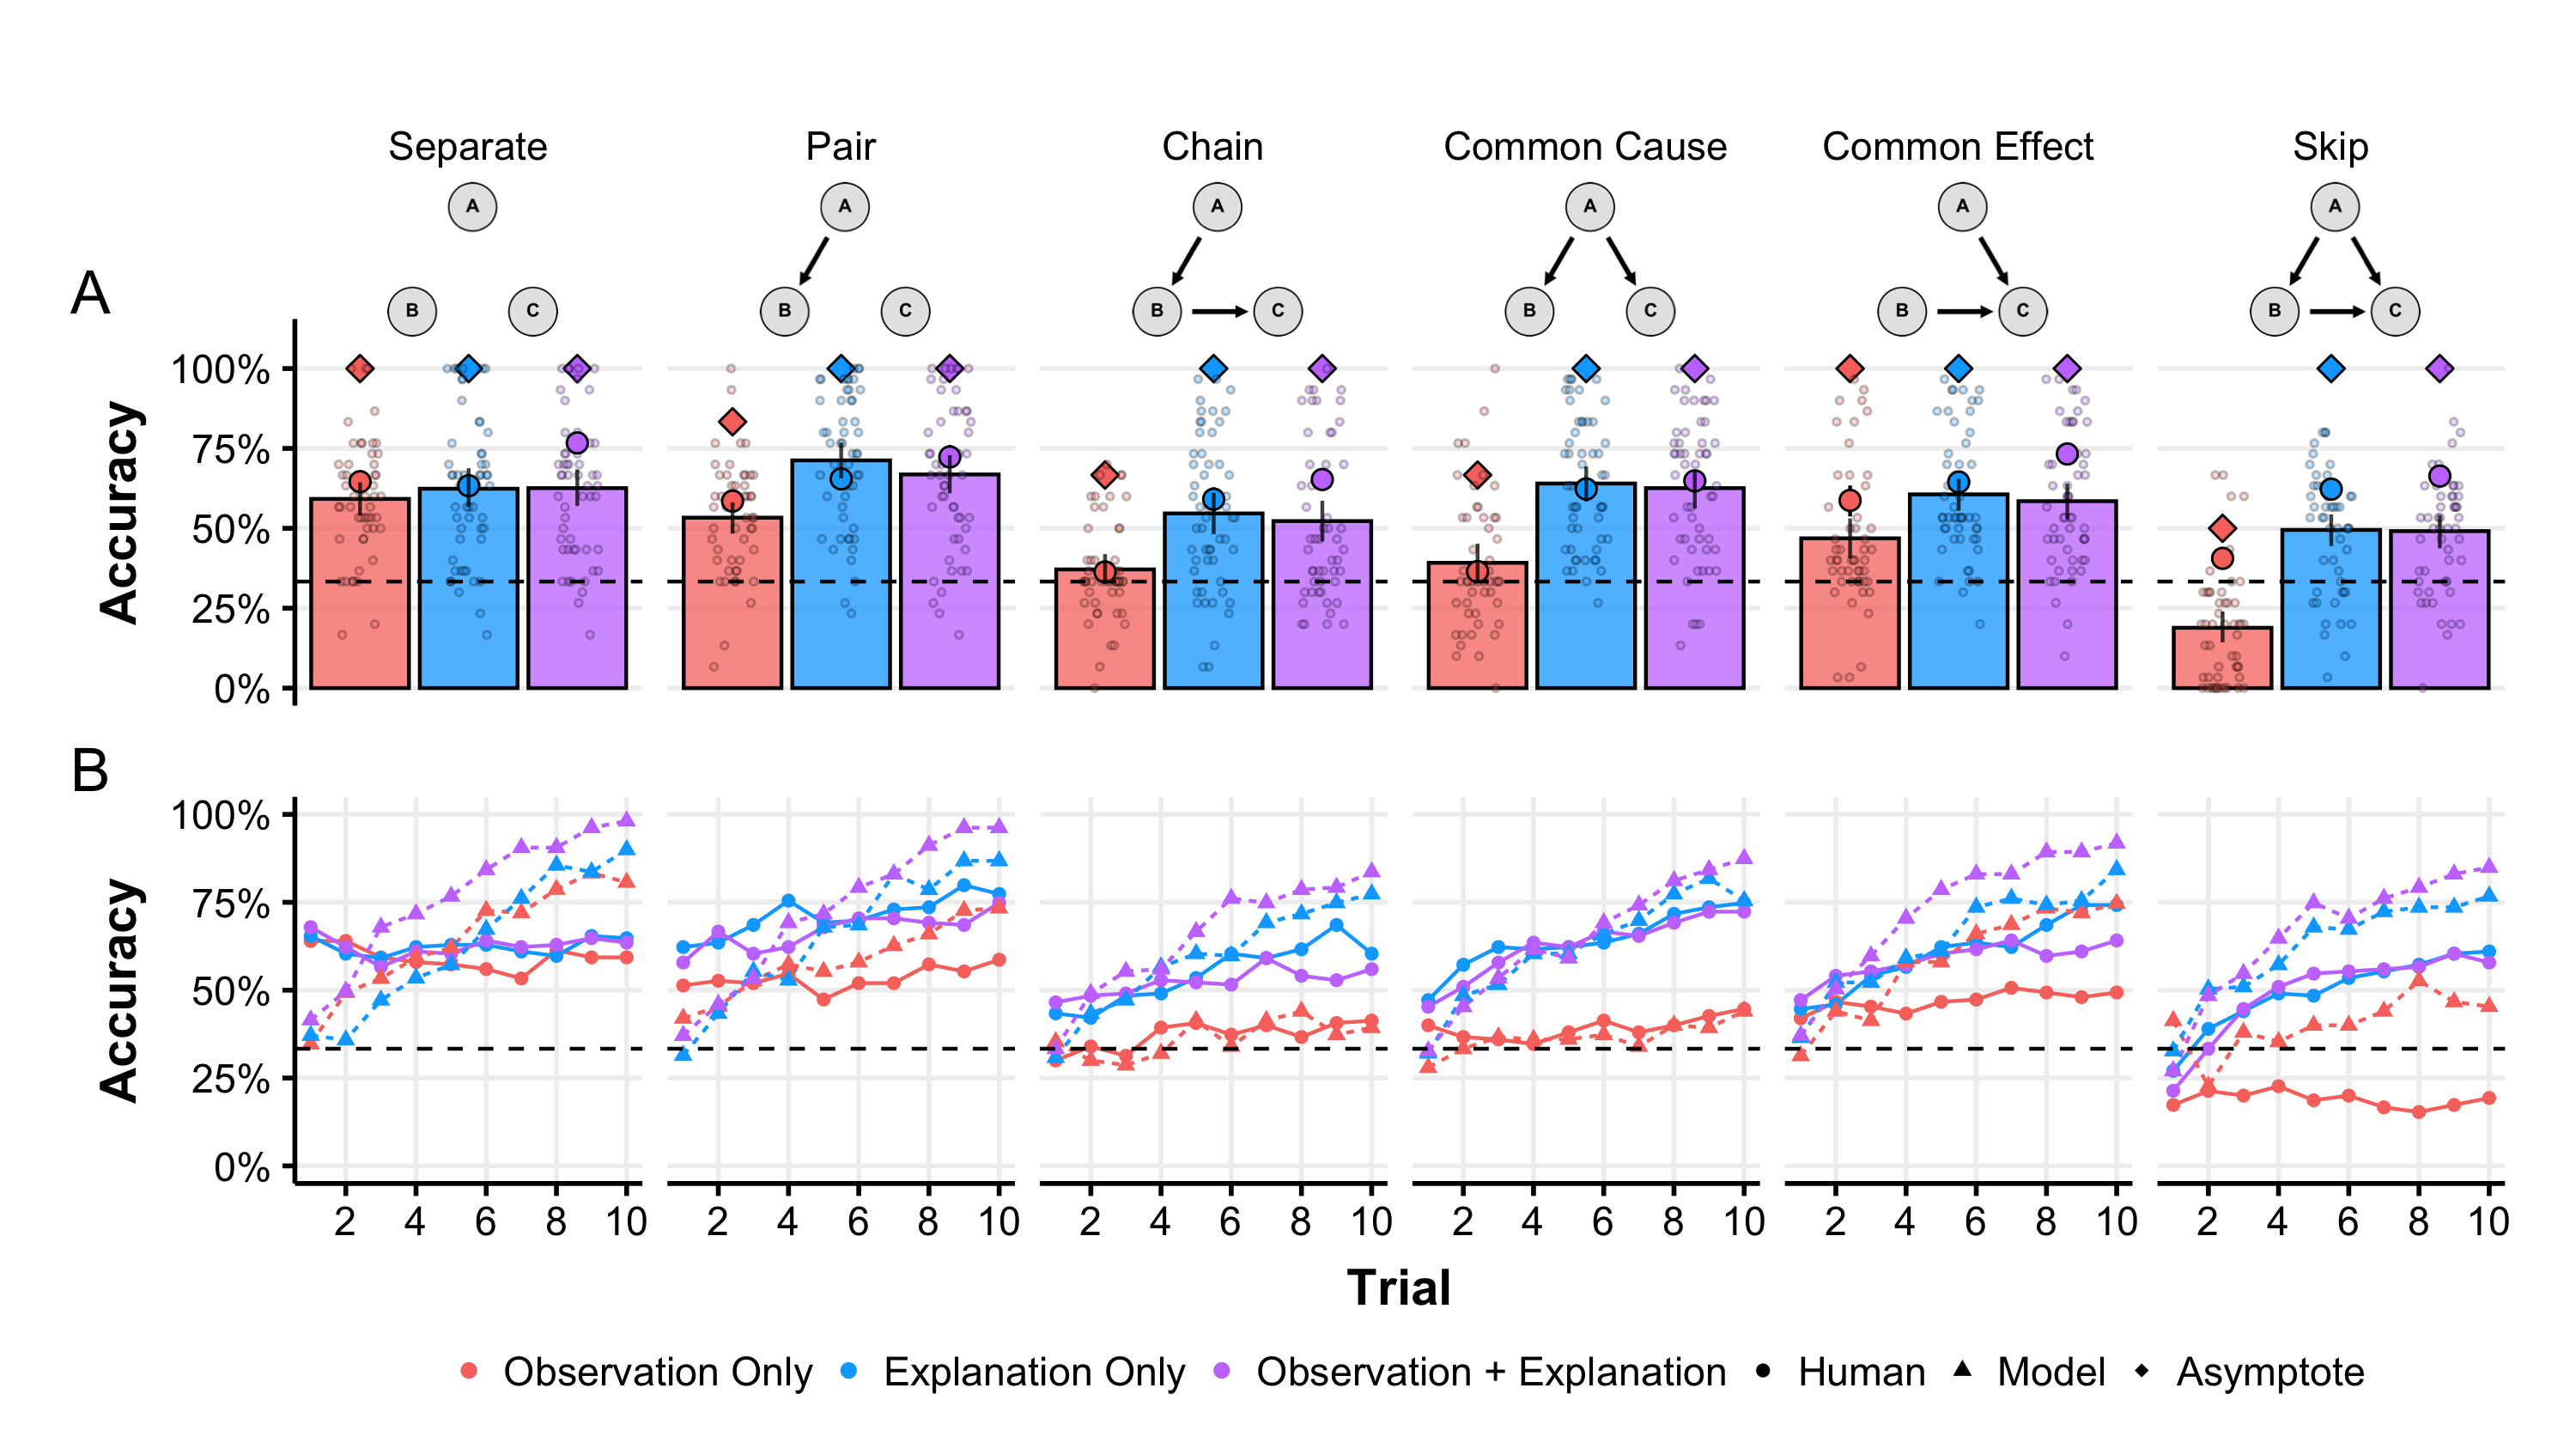 Separate Pair Chain Common Cause Common Effect Skip
A A A A A A
A
B C B C B C B C B C B C
100%
75%
50%
25%
0%
Accuracy
B
100%
75%
50%
25%
0%
Accuracy
2 4 6 8 10 2 4 6 8 10 2 4 6 8 10 2 4 6 8 10 2 4 6 8 10 2 4 6 8 10
Trial
Observation Only Explanation Only Observation + Explanation Human Model Asymptote